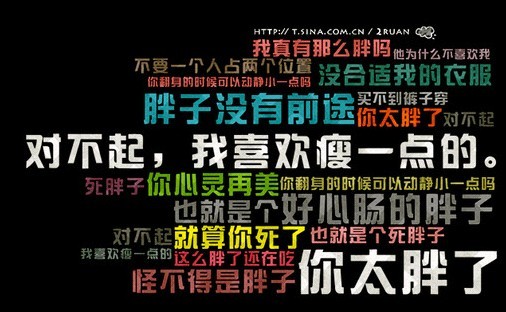 HTTP://T.SINA.COM.CN/2RUAN
我真有那么胖吗
他为什么不喜欢我
不要一个人占两个位置
没合适我的衣服
你翻身的时候可以动静小一点吗
买不到裤子穿
胖子没有前途
你太胖了
对不起
对不起，我喜欢瘦一点的。
死胖子
你心灵再美
你翻身的时候可以动静小一点吗
也就是个
好心肠的胖子
对不起
就算你死了
也就是个死胖子
我喜欢瘦一点的
这么胖了还在吃
你太胖了
怪不得是胖子